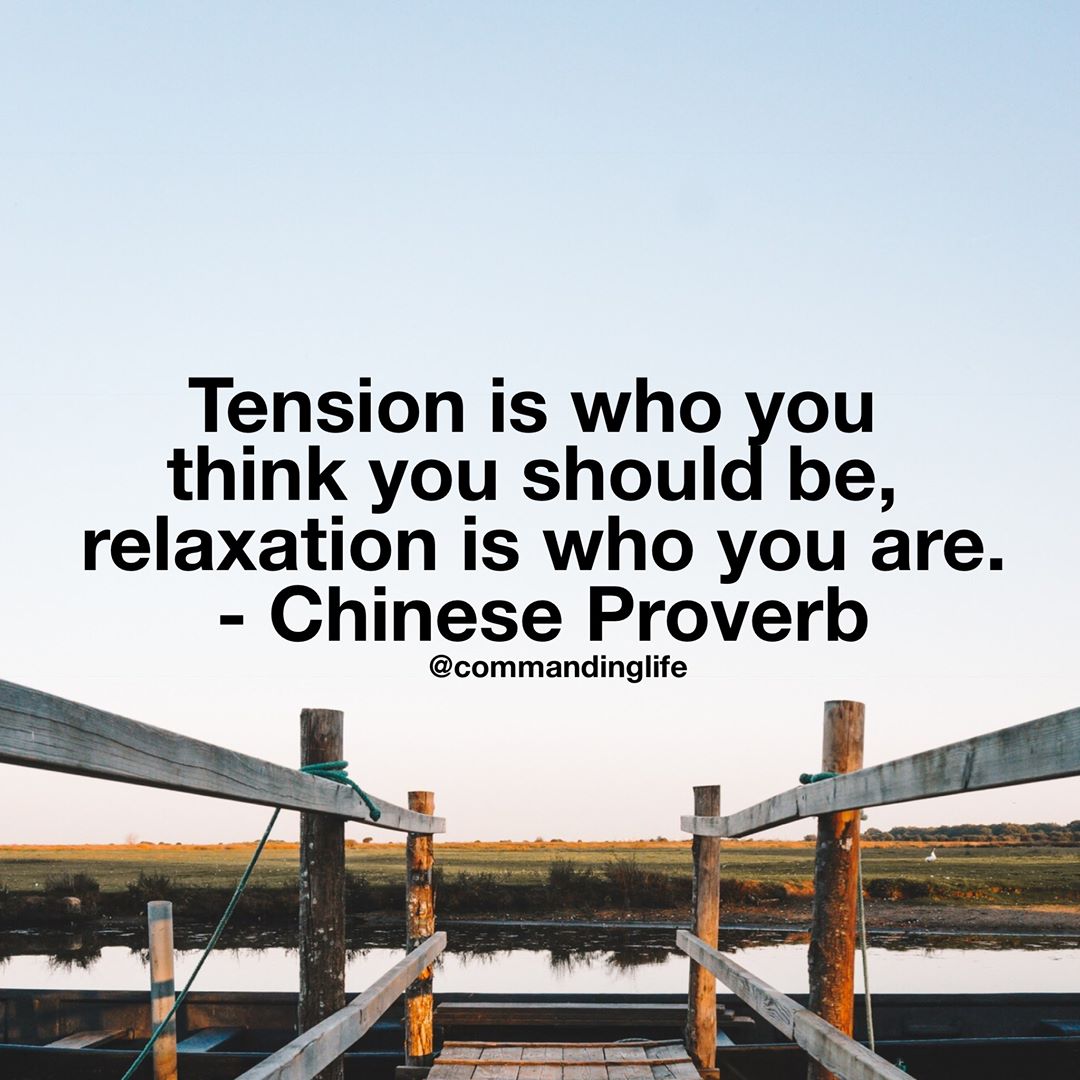 Tension is who you
think you should be,
relaxation is who you are.
- Chinese Proverb
@commandinglife